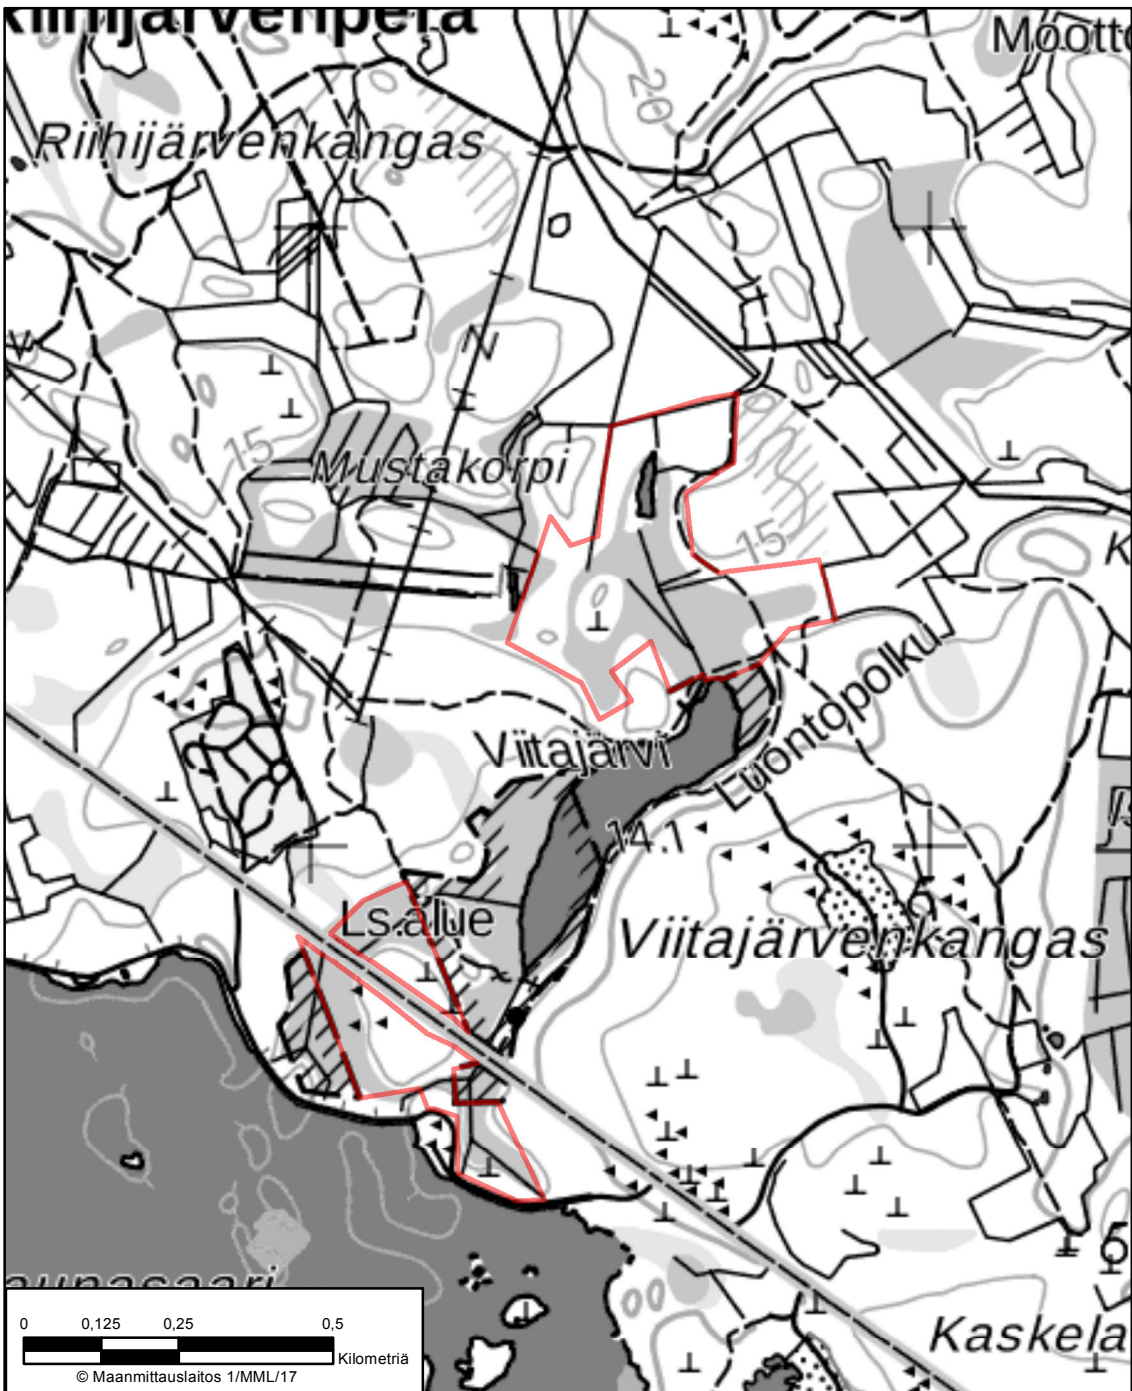 Riihijärvenkangas
20
N
15
Mustakorpi
15
Luontopolku
Viitajärvi
14.1
Ls.alue
Viitajärvenkangas
5
Kaskela
0 0,125 0,25 0,5
Kilometriä
© Maanmittauslaitos 1/MML/17